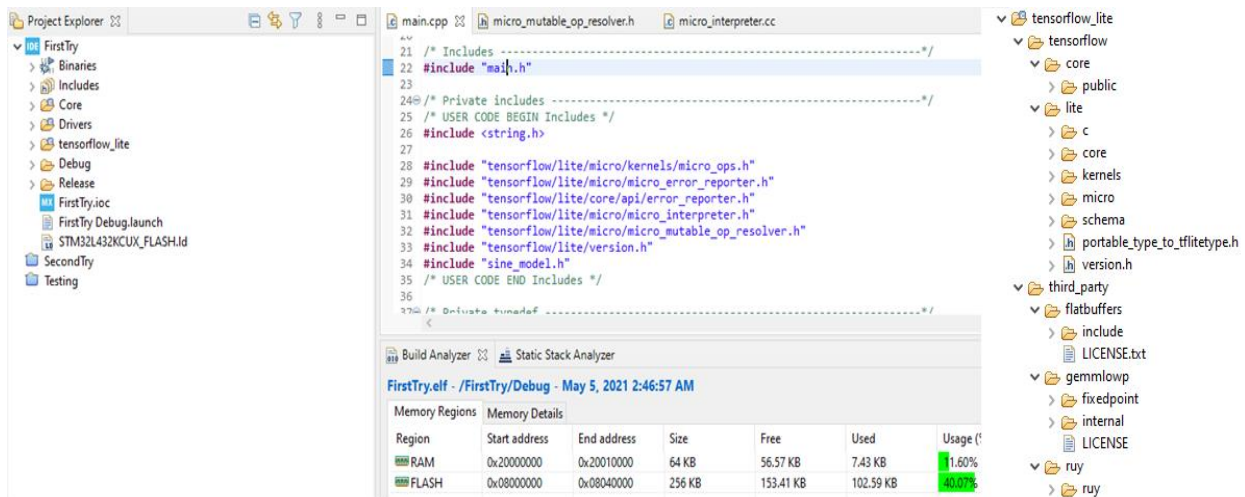 Project Explorer
FirstTry
Binaries
Includes
Core
Drivers
tensorflow_lite
Debug
Release
FirstTry.ioc
FirstTry Debug.launch
STM32L432KCUX_FLASH.ld
SecondTry
Testing
main.cpp micro_mutable_op_resolver.h micro_interpreter.cc
20
21 /* Includes ------------------------------------------------------------------*/
22 #include "main.h"
23
24 /* Private includes ----------------------------------------------------------*/
25 /* USER CODE BEGIN Includes */
26 #include <string.h>
27
28 #include "tensorflow/lite/micro/kernels/micro_ops.h"
29 #include "tensorflow/lite/micro/micro_error_reporter.h"
30 #include "tensorflow/lite/core/api/error_reporter.h"
31 #include "tensorflow/lite/micro/micro_interpreter.h"
32 #include "tensorflow/lite/micro/micro_mutable_op_resolver.h"
33 #include "tensorflow/lite/version.h"
34 #include "sine_model.h"
35 /* USER CODE END Includes */
36
37 /* Private typedef -----------------------------------------------------------*/
Build Analyzer Static Stack Analyzer
FirstTry.elf - /FirstTry/Debug - May 5, 2021 2:46:57 AM
Memory Regions Memory Details
Region Start address End address Size Free Used Usage (%
RAM 0x20000000 0x20010000 64 KB 56.57 KB 7.43 KB 11.60%
FLASH 0x08000000 0x08040000 256 KB 153.41 KB 102.59 KB 40.07%
tensorflow_lite
tensorflow
core
public
lite
c
core
kernels
micro
schema
portable_type_to_tflitetype.h
version.h
third_party
flatbuffers
include
LICENSE.txt
gemmlowp
fixedpoint
internal
LICENSE
ruy
ruy